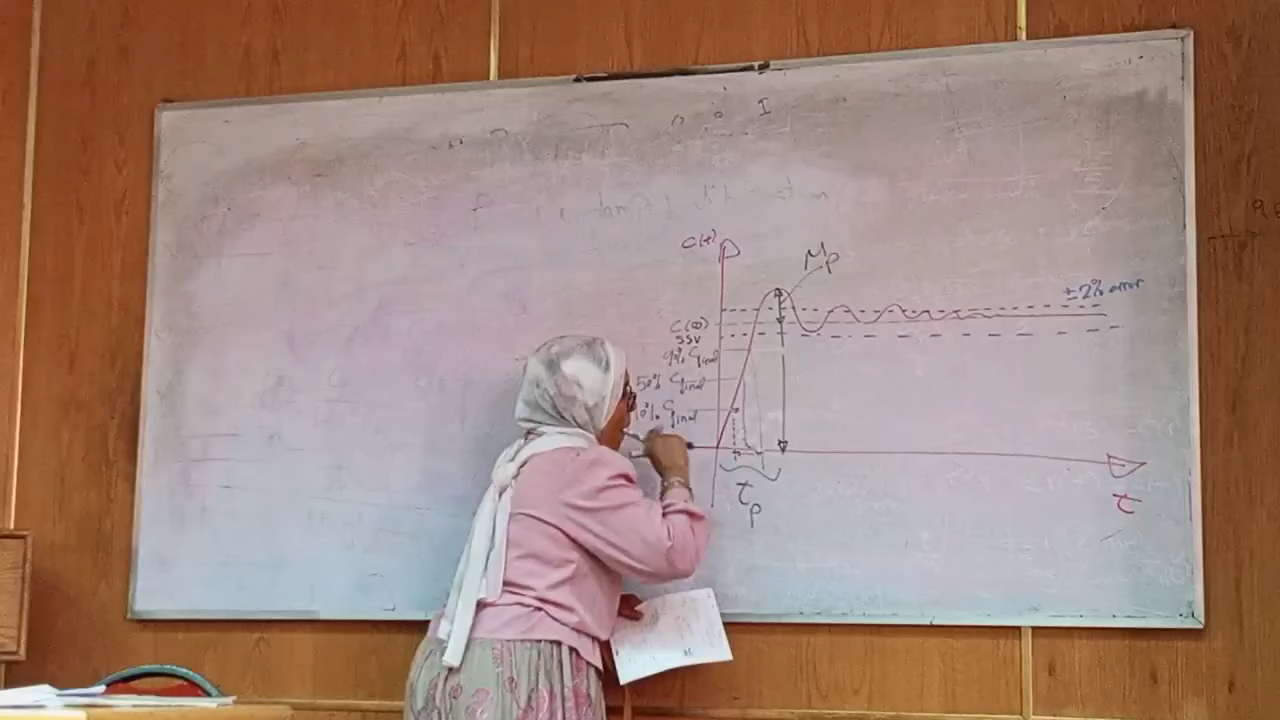 C(t)
Mp
±2% error
C(∞)
SSV
90% Cfinal
50% Cfinal
10% Cfinal
tp
t